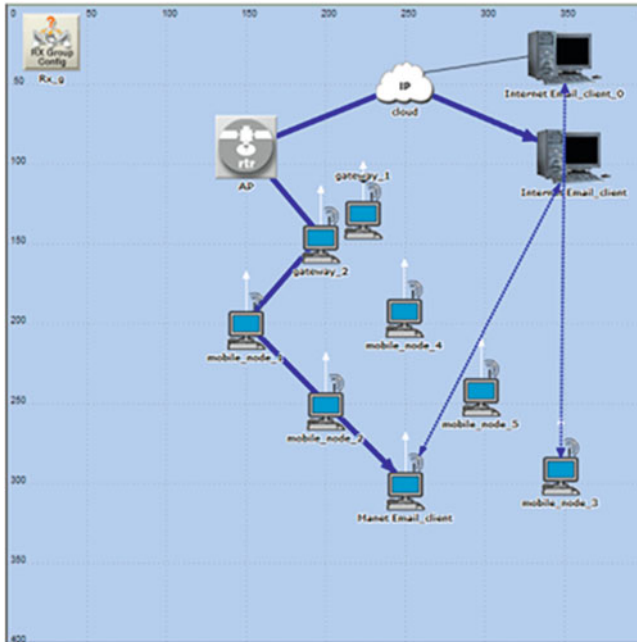 0 50 100 150 200 250 300 350
RX Group
Config
Rx_g
50
IP
cloud
Internet Email_client_0
100
rtr
AP
Internet Email_client
gateway_1
150
gateway_2
200
mobile_node_1
mobile_node_4
250
mobile_node_2
mobile_node_5
300
Manet Email_client
mobile_node_3
350
400